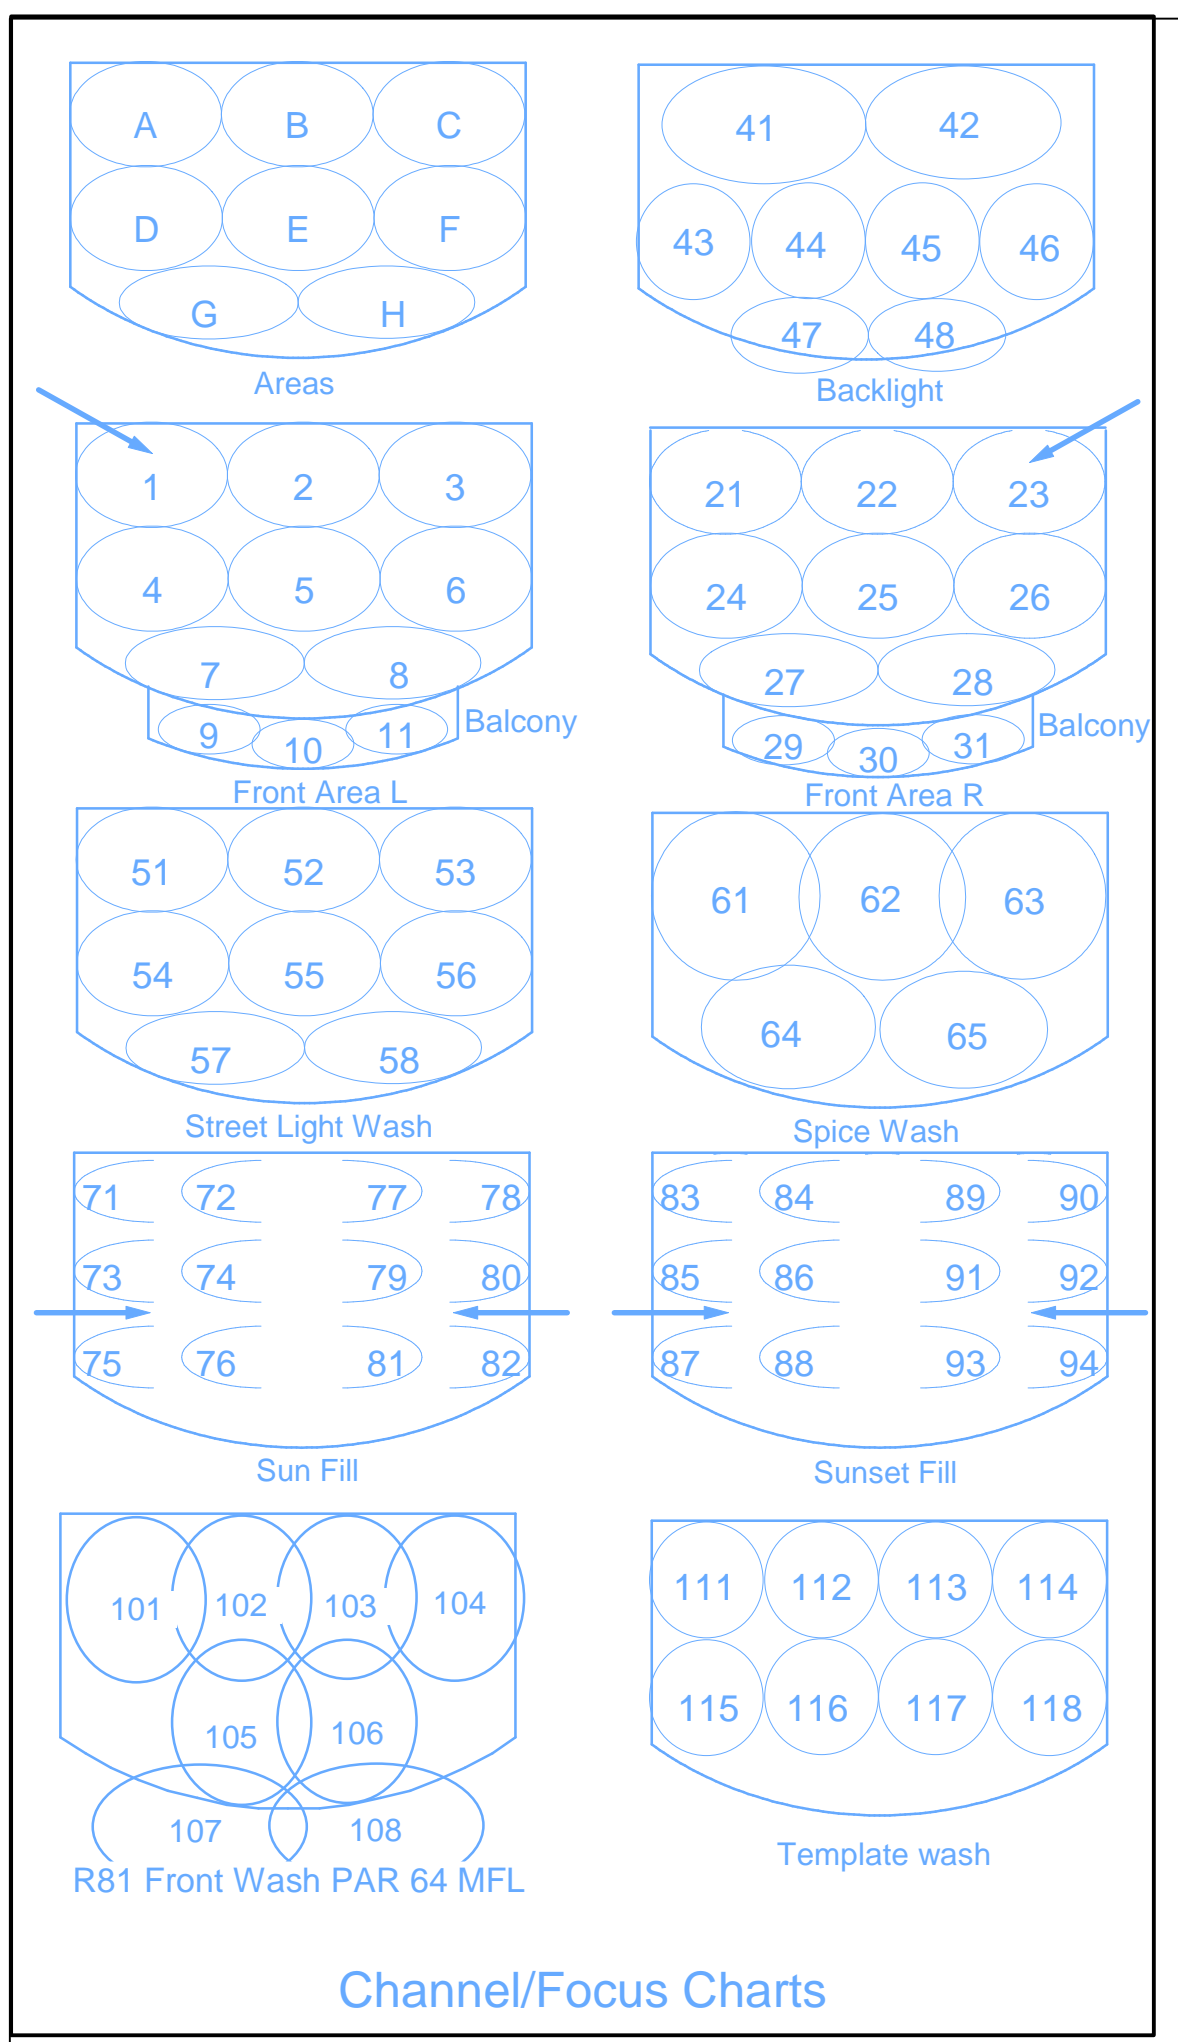 A B C
D E F
G H
Areas
41 42
43 44 45 46
47 48
Backlight
1 2 3
4 5 6
7 8
9 10 11 Balcony
Front Area L
21 22 23
24 25 26
27 28
29 30 31 Balcony
Front Area R
51 52 53
54 55 56
57 58
Street Light Wash
61 62 63
64 65
Spice Wash
71 72 77 78
73 74 79 80
75 76 81 82
Sun Fill
83 84 89 90
85 86 91 92
87 88 93 94
Sunset Fill
101 102 103 104
105 106
107 108
R81 Front Wash PAR 64 MFL
111 112 113 114
115 116 117 118
Template wash
Channel/Focus Charts